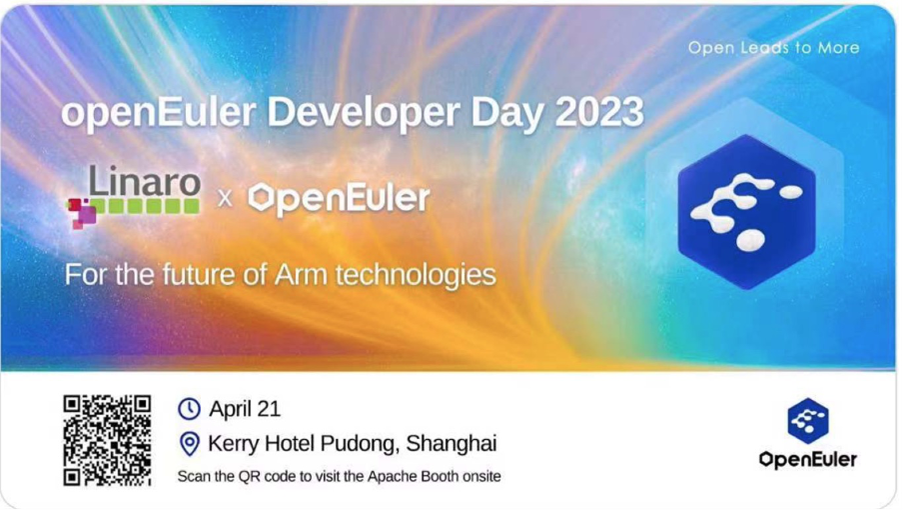 Open Leads to More
openEuler Developer Day 2023
Linaro x OpenEuler
For the future of Arm technologies
April 21
Kerry Hotel Pudong, Shanghai
Scan the QR code to visit the Apache Booth onsite
OpenEuler